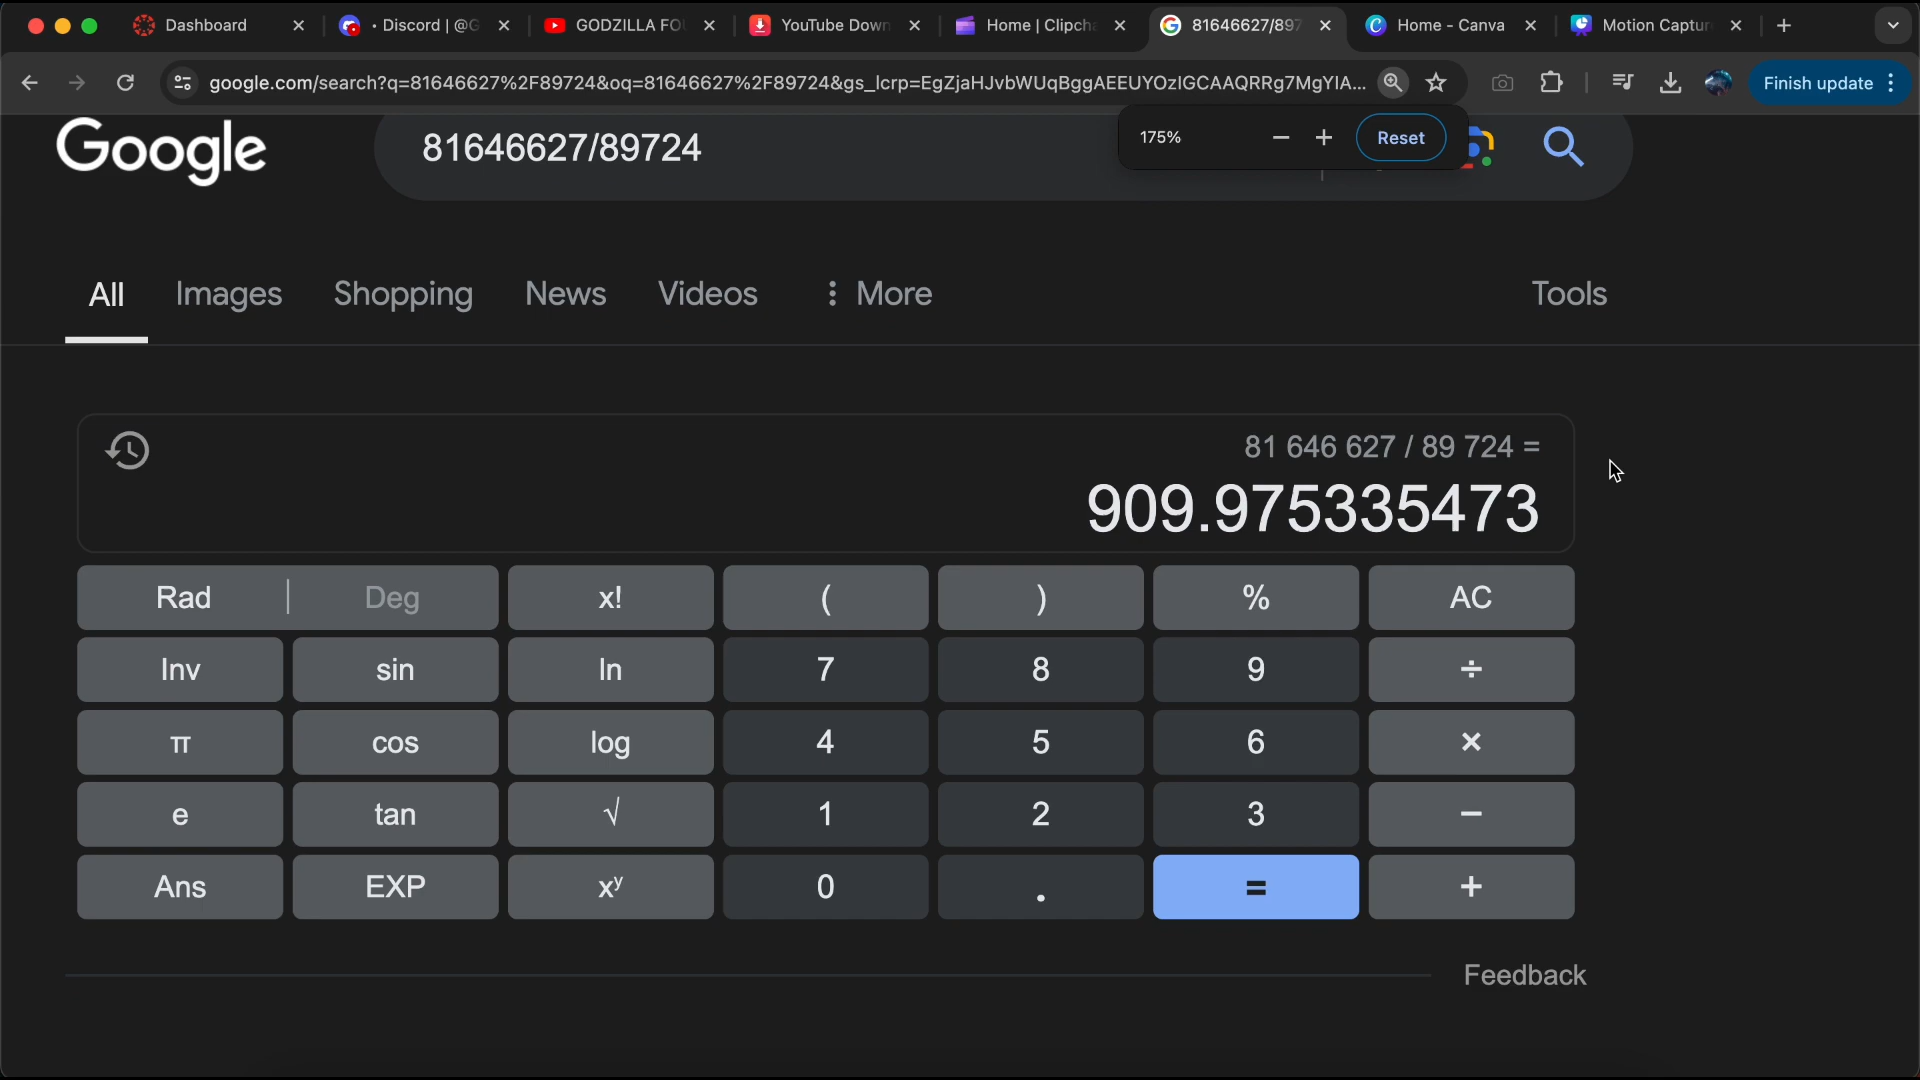 Dashboard
· Discord | @G
GODZILLA FO
YouTube Down
Home | Clipcha
81646627/897
Home - Canva
Motion Captur
google.com/search?q=81646627%2F89724&oq=81646627%2F89724&gs_lcrp=EgZjaHJvbWUqBggAEEUYOzIGCAAQRRg7MgYIA...
Finish update
Google
81646627/89724
175%
−
+
Reset
All
Images
Shopping
News
Videos
More
Tools
81 646 627 / 89 724 =
909.975335473
Rad | Deg x! ( ) % AC
Inv sin ln 7 8 9 ÷
π cos log 4 5 6 ×
e tan √ 1 2 3 −
Ans EXP xʸ 0 . = +
Feedback